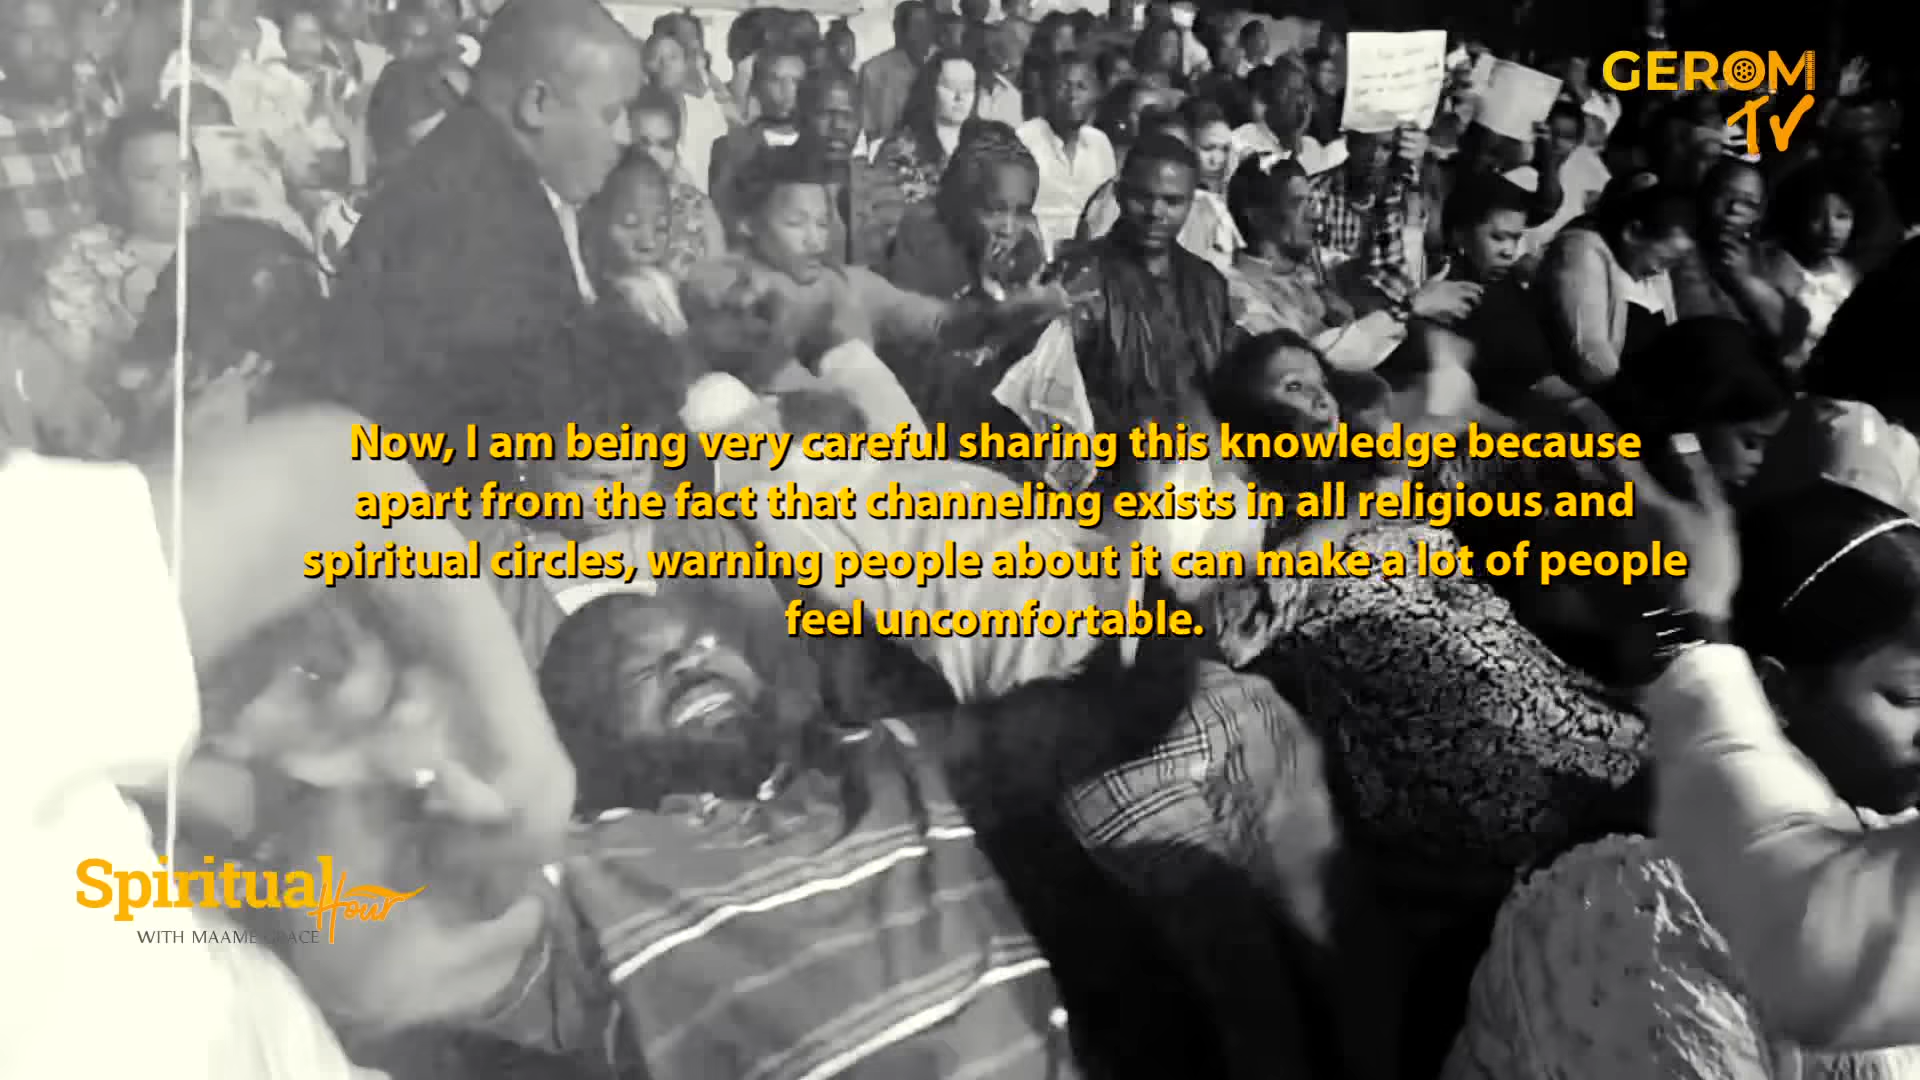 GEROM
TV
Now, I am being very careful sharing this knowledge because
apart from the fact that channeling exists in all religious and
spiritual circles, warning people about it can make a lot of people
feel uncomfortable.
Spiritual
Hour
WITH MAAME GRACE